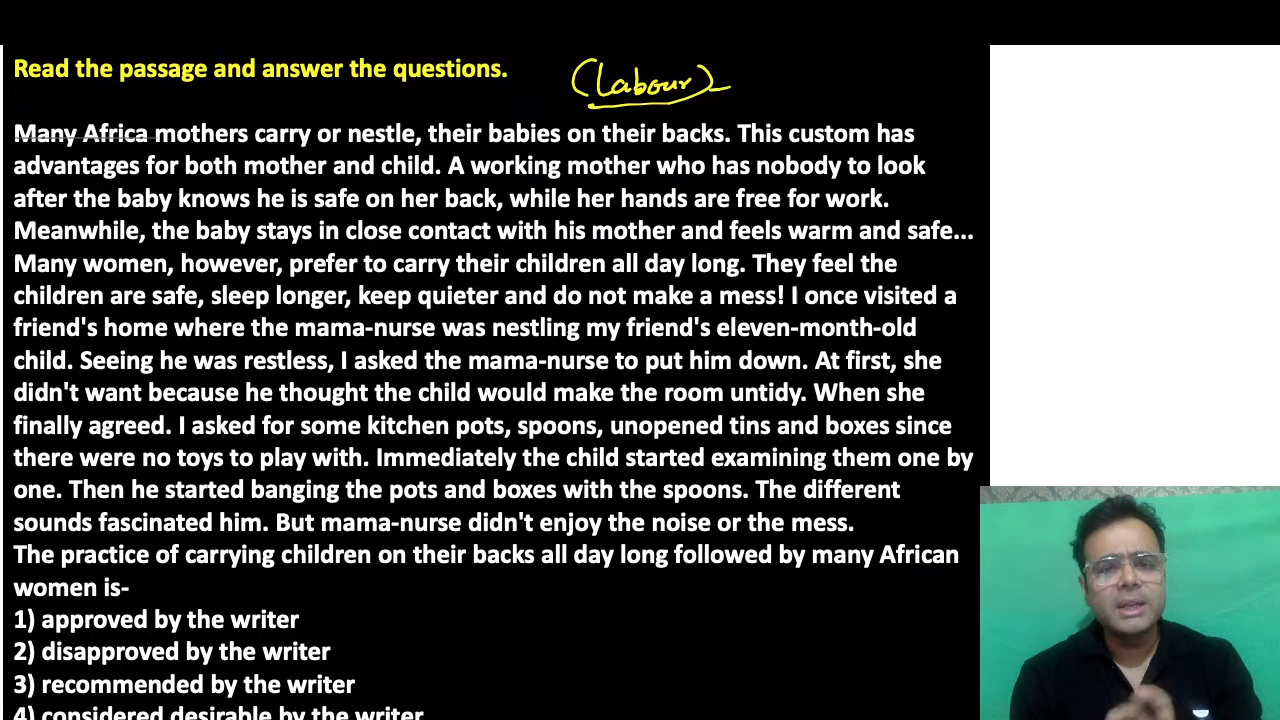 Read the passage and answer the questions.
(Labour)
Many Africa mothers carry or nestle, their babies on their backs. This custom has
advantages for both mother and child. A working mother who has nobody to look
after the baby knows he is safe on her back, while her hands are free for work.
Meanwhile, the baby stays in close contact with his mother and feels warm and safe...
Many women, however, prefer to carry their children all day long. They feel the
children are safe, sleep longer, keep quieter and do not make a mess! I once visited a
friend's home where the mama-nurse was nestling my friend's eleven-month-old
child. Seeing he was restless, I asked the mama-nurse to put him down. At first, she
didn't want because he thought the child would make the room untidy. When she
finally agreed. I asked for some kitchen pots, spoons, unopened tins and boxes since
there were no toys to play with. Immediately the child started examining them one by
one. Then he started banging the pots and boxes with the spoons. The different
sounds fascinated him. But mama-nurse didn't enjoy the noise or the mess.
The practice of carrying children on their backs all day long followed by many African
women is-
1) approved by the writer
2) disapproved by the writer
3) recommended by the writer
4) considered desirable by the writer